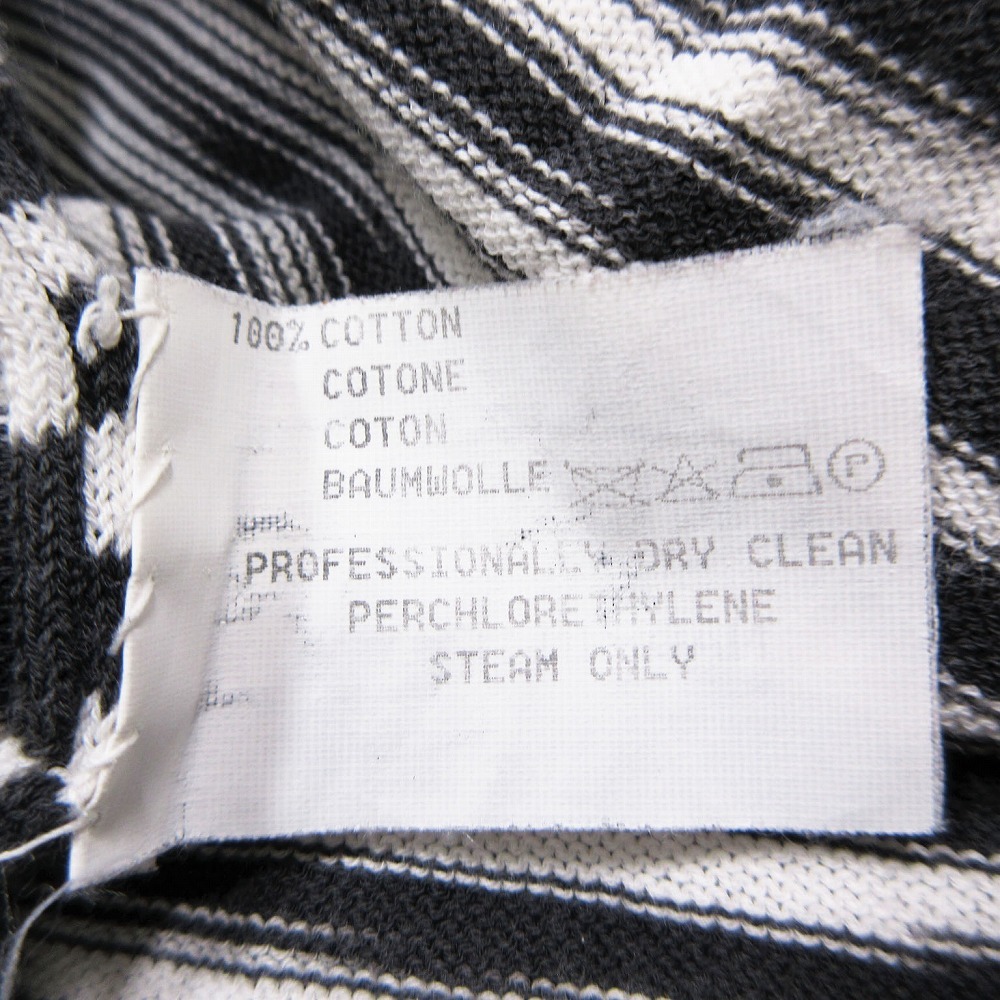 100% COTTON
COTONE
COTON
BAUMWOLLE P
PROFESSIONALLY DRY CLEAN
PERCHLORETHYLENE
STEAM ONLY